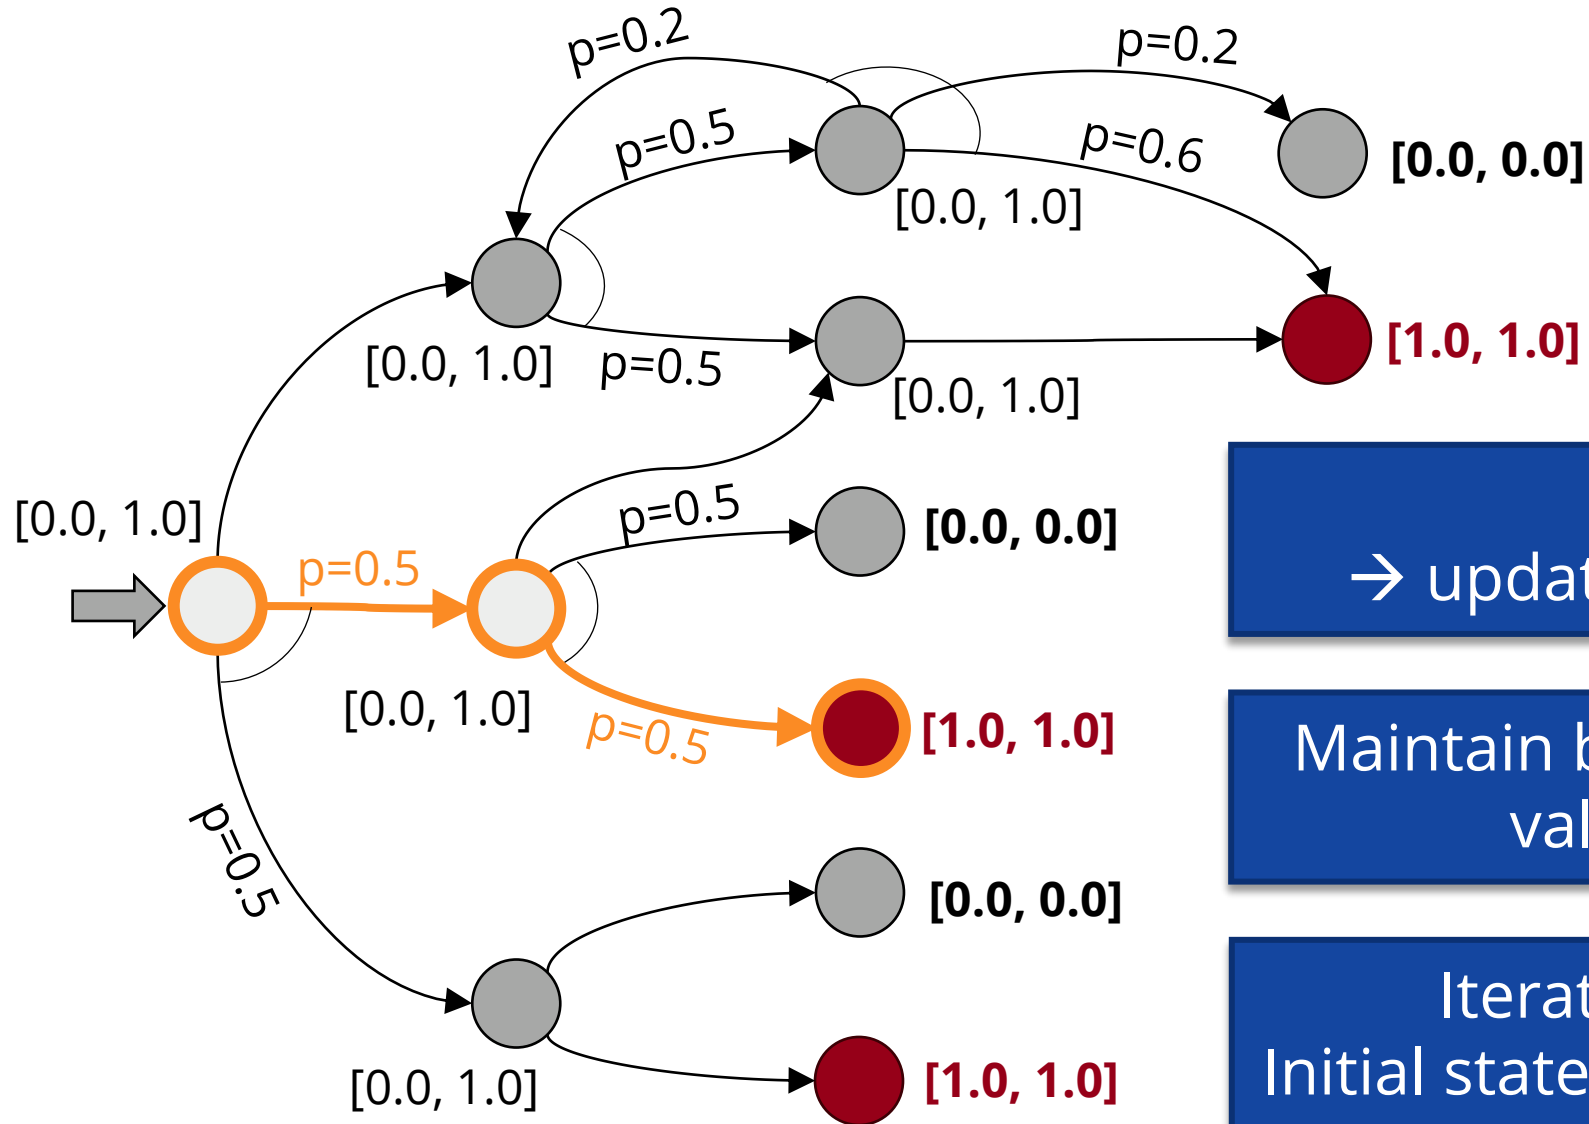 p=0.2
p=0.2
p=0.5
p=0.6
[0.0, 0.0]
[0.0, 1.0]
[0.0, 1.0]
p=0.5
[1.0, 1.0]
[0.0, 1.0]
[0.0, 1.0]
p=0.5
[0.0, 0.0]
p=0.5
→ updat
[0.0, 1.0]
p=0.5
[1.0, 1.0]
Maintain b
val
p=0.5
[0.0, 0.0]
[0.0, 1.0]
[1.0, 1.0]
Iterat
Initial state